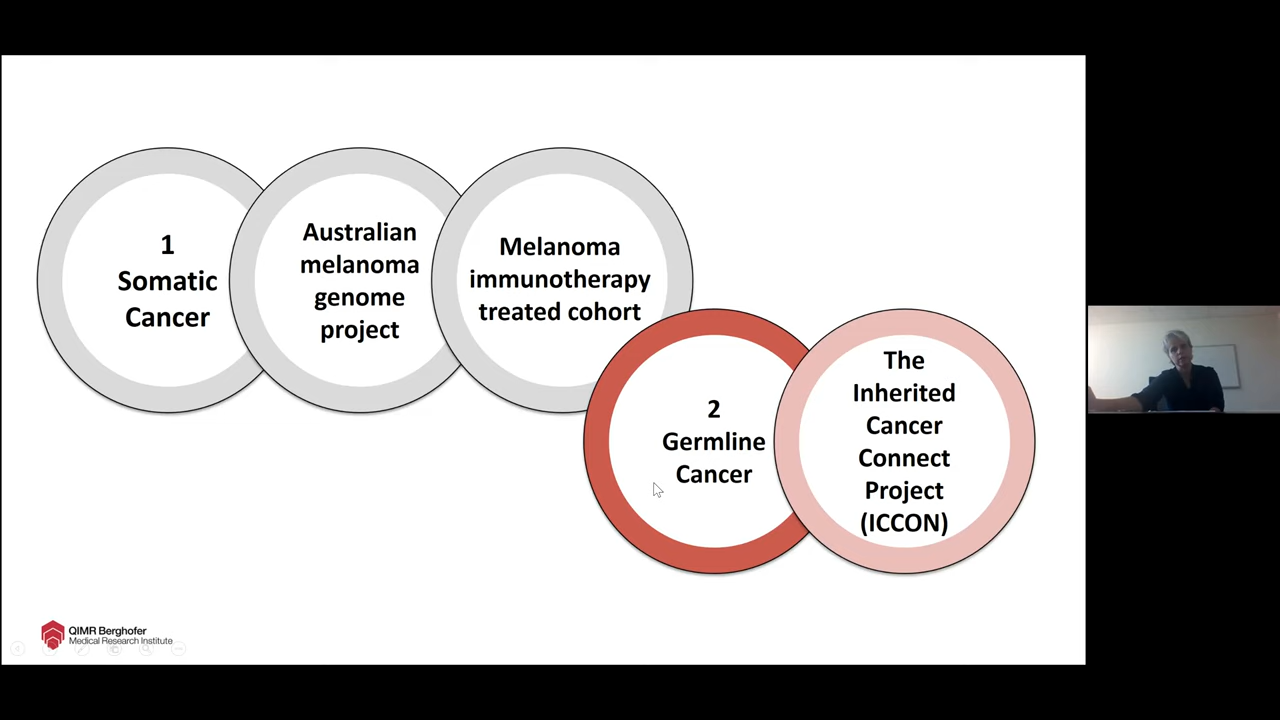 1
Somatic
Cancer
Australian
melanoma
genome
project
Melanoma
immunotherapy
treated cohort
2
Germline
Cancer
The
Inherited
Cancer
Connect
Project
(ICCON)
QIMR Berghofer
Medical Research Institute